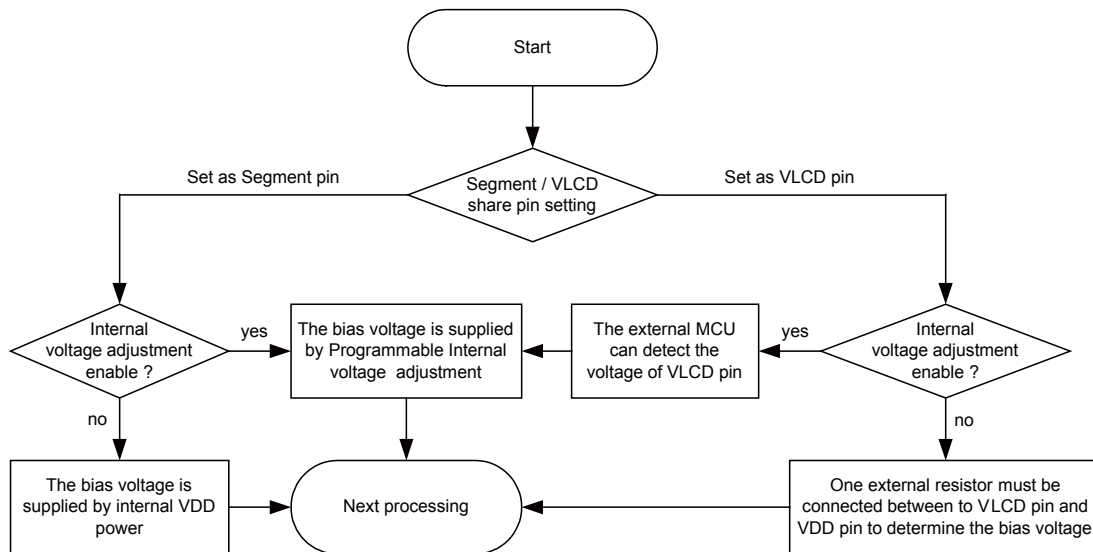 Start
Set as Segment pin
Segment / VLCD
share pin setting
Set as VLCD pin
Internal
voltage adjustment
enable ?
yes
The bias voltage is supplied
by Programmable Internal
voltage adjustment
The external MCU
can detect the
voltage of VLCD pin
yes
Internal
voltage adjustment
enable ?
no
no
The bias voltage is
supplied by internal VDD
power
Next processing
One external resistor must be
connected between to VLCD pin and
VDD pin to determine the bias voltage